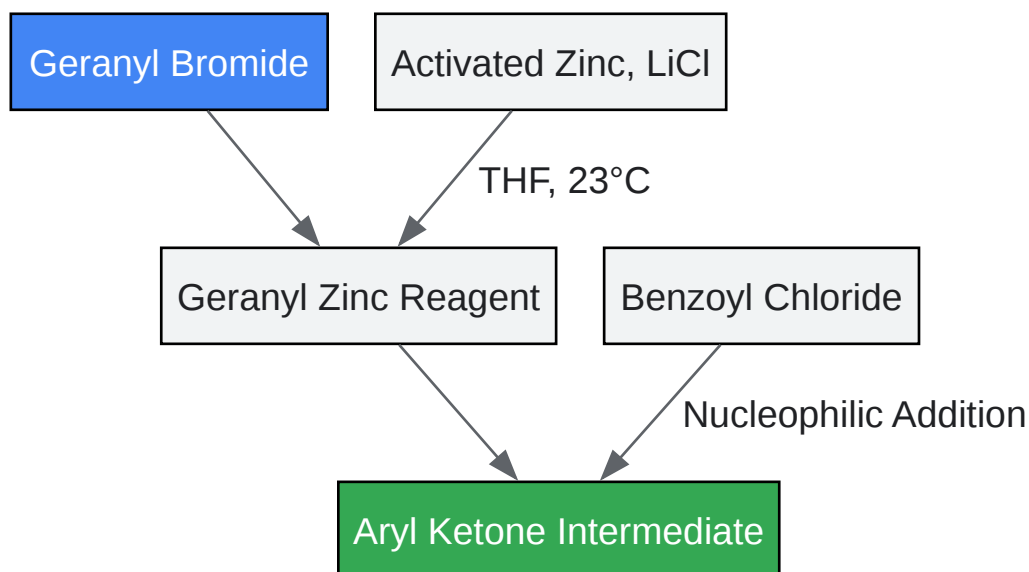 Geranyl Bromide
Activated Zinc, LiCl
THF, 23°C
Geranyl Zinc Reagent
Benzoyl Chloride
Nucleophilic Addition
Aryl Ketone Intermediate